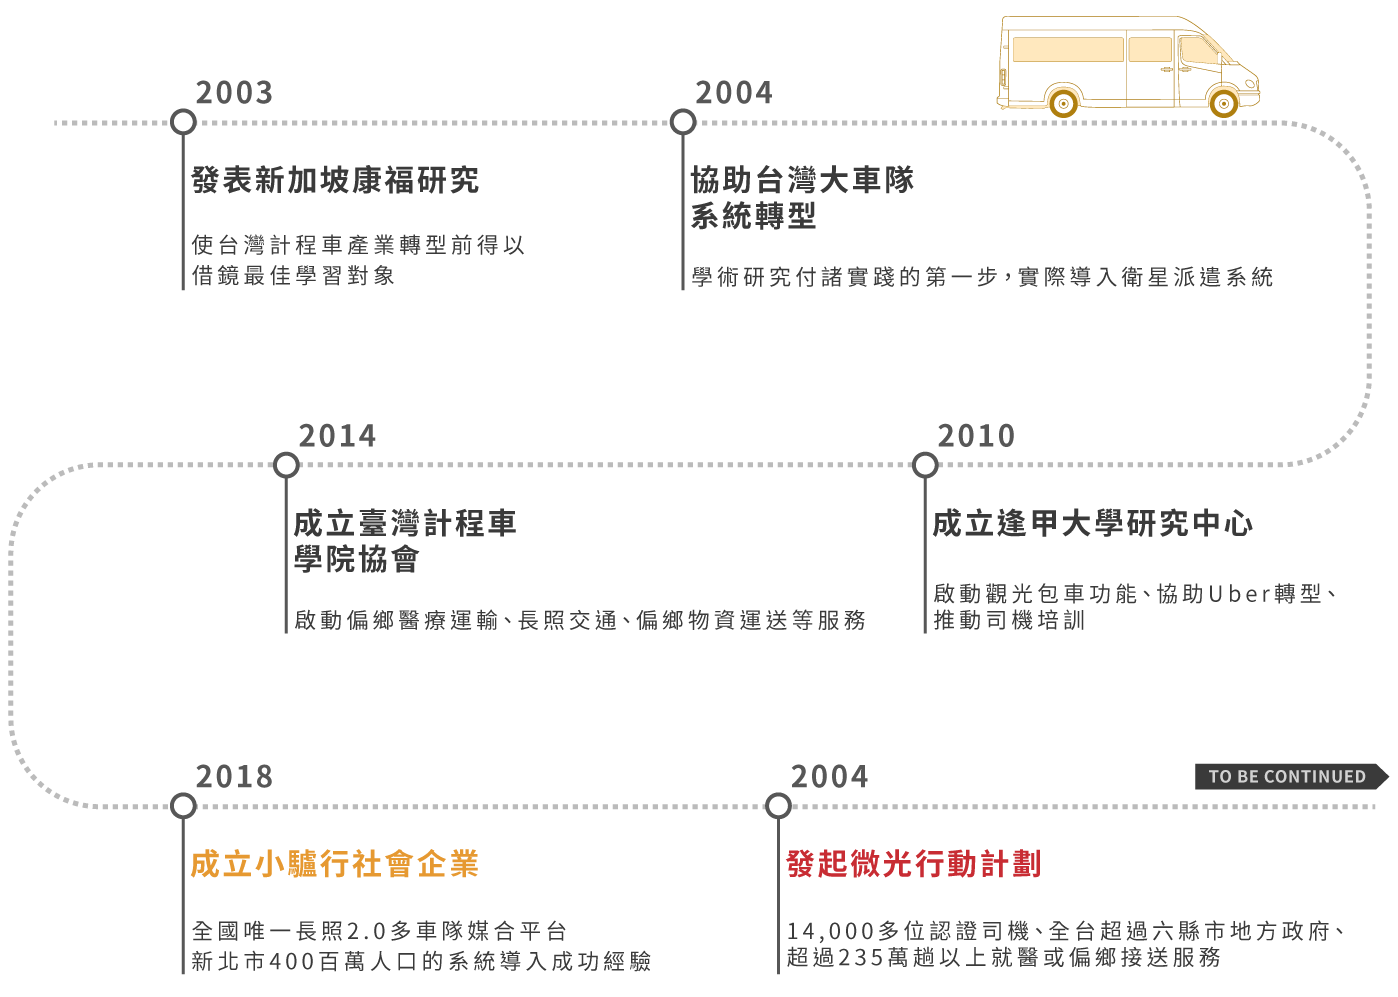 2003
發表新加坡康福研究
使台灣計程車產業轉型前得以
借鏡最佳學習對象
2004
協助台灣大車隊
系統轉型
學術研究付諸實踐的第一步，實際導入衛星派遣系統
2010
成立逢甲大學研究中心
啟動觀光包車功能、協助Uber轉型、
推動司機培訓
2014
成立臺灣計程車
學院協會
啟動偏鄉醫療運輸、長照交通、偏鄉物資運送等服務
2018
成立小驢行社會企業
全國唯一長照2.0多車隊媒合平台
新北市400百萬人口的系統導入成功經驗
2004
發起微光行動計劃
14,000多位認證司機、全台超過六縣市地方政府、
超過235萬趟以上就醫或偏鄉接送服務
TO BE CONTINUED